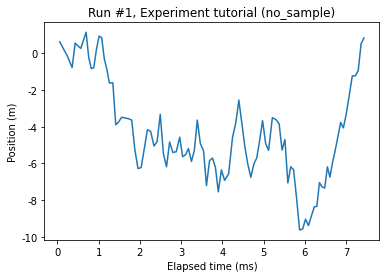 Run #1, Experiment tutorial (no_sample)
Position (m)
0
-2
-4
-6
-8
-10
0 1 2 3 4 5 6 7
Elapsed time (ms)